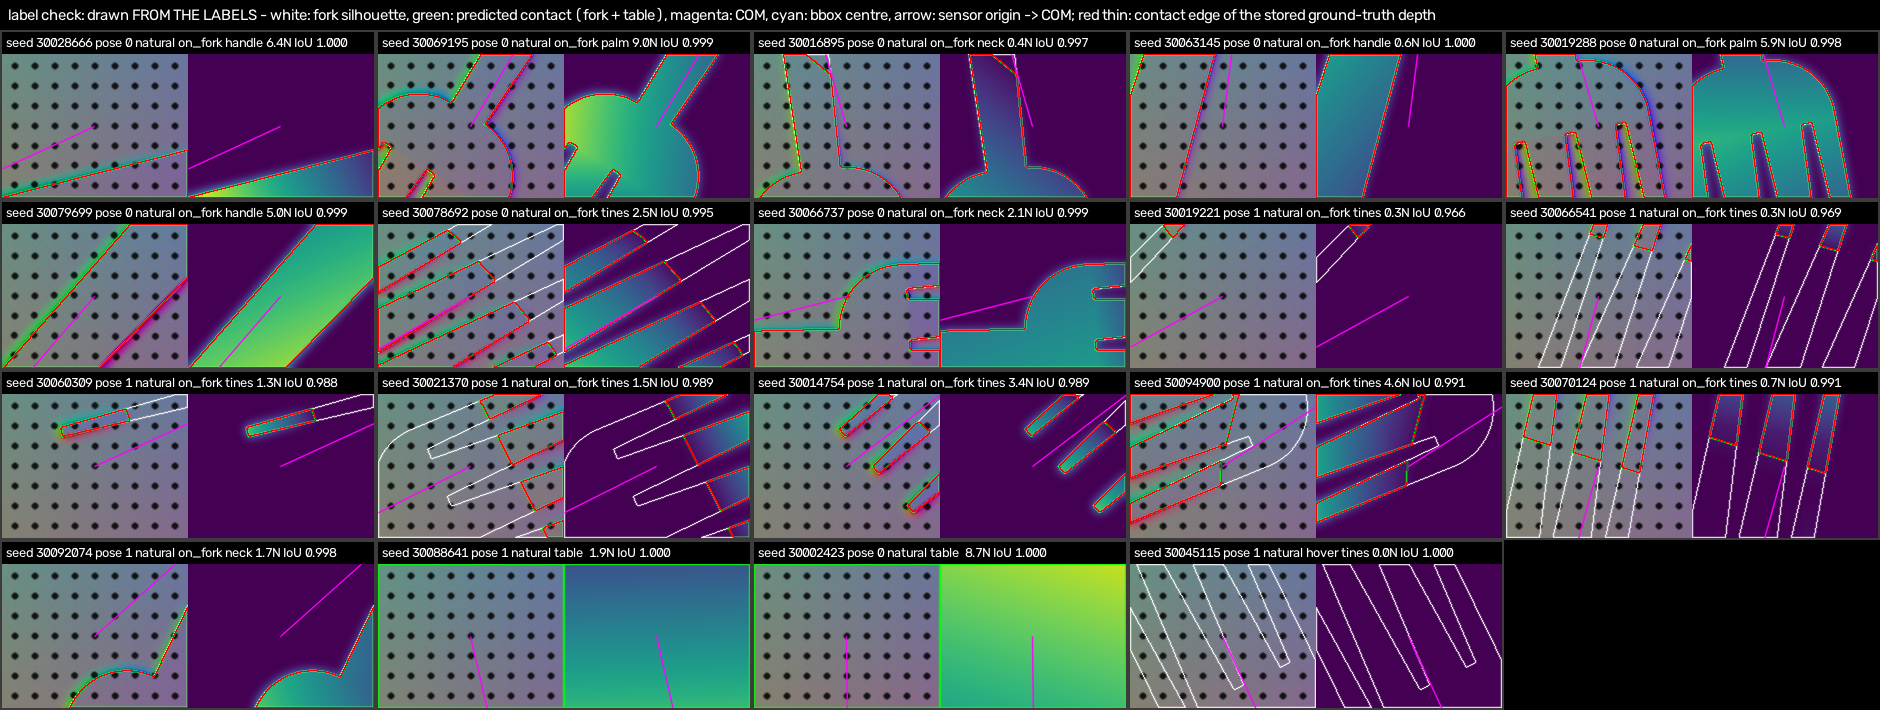 label check: drawn FROM THE LABELS - white: fork silhouette, green: predicted contact (fork + table), magenta: COM, cyan: bbox centre, arrow: sensor origin -> COM; red thin: contact edge of the stored ground-truth depth
seed 30028666 pose 0 natural on_fork handle 6.4N IoU 1.000
seed 30069195 pose 0 natural on_fork palm 9.0N IoU 0.999
seed 30016895 pose 0 natural on_fork neck 0.4N IoU 0.997
seed 30063145 pose 0 natural on_fork handle 0.6N IoU 1.000
seed 30019288 pose 0 natural on_fork palm 5.9N IoU 0.998
seed 30079699 pose 0 natural on_fork handle 5.0N IoU 0.999
seed 30078692 pose 0 natural on_fork tines 2.5N IoU 0.995
seed 30066737 pose 0 natural on_fork neck 2.1N IoU 0.999
seed 30019221 pose 1 natural on_fork tines 0.3N IoU 0.966
seed 30066541 pose 1 natural on_fork tines 0.3N IoU 0.969
seed 30060309 pose 1 natural on_fork tines 1.3N IoU 0.988
seed 30021370 pose 1 natural on_fork tines 1.5N IoU 0.989
seed 30014754 pose 1 natural on_fork tines 3.4N IoU 0.989
seed 30094900 pose 1 natural on_fork tines 4.6N IoU 0.991
seed 30070124 pose 1 natural on_fork tines 0.7N IoU 0.991
seed 30092074 pose 1 natural on_fork neck 1.7N IoU 0.998
seed 30088641 pose 1 natural table 1.9N IoU 1.000
seed 30002423 pose 0 natural table 8.7N IoU 1.000
seed 30045115 pose 1 natural hover tines 0.0N IoU 1.000